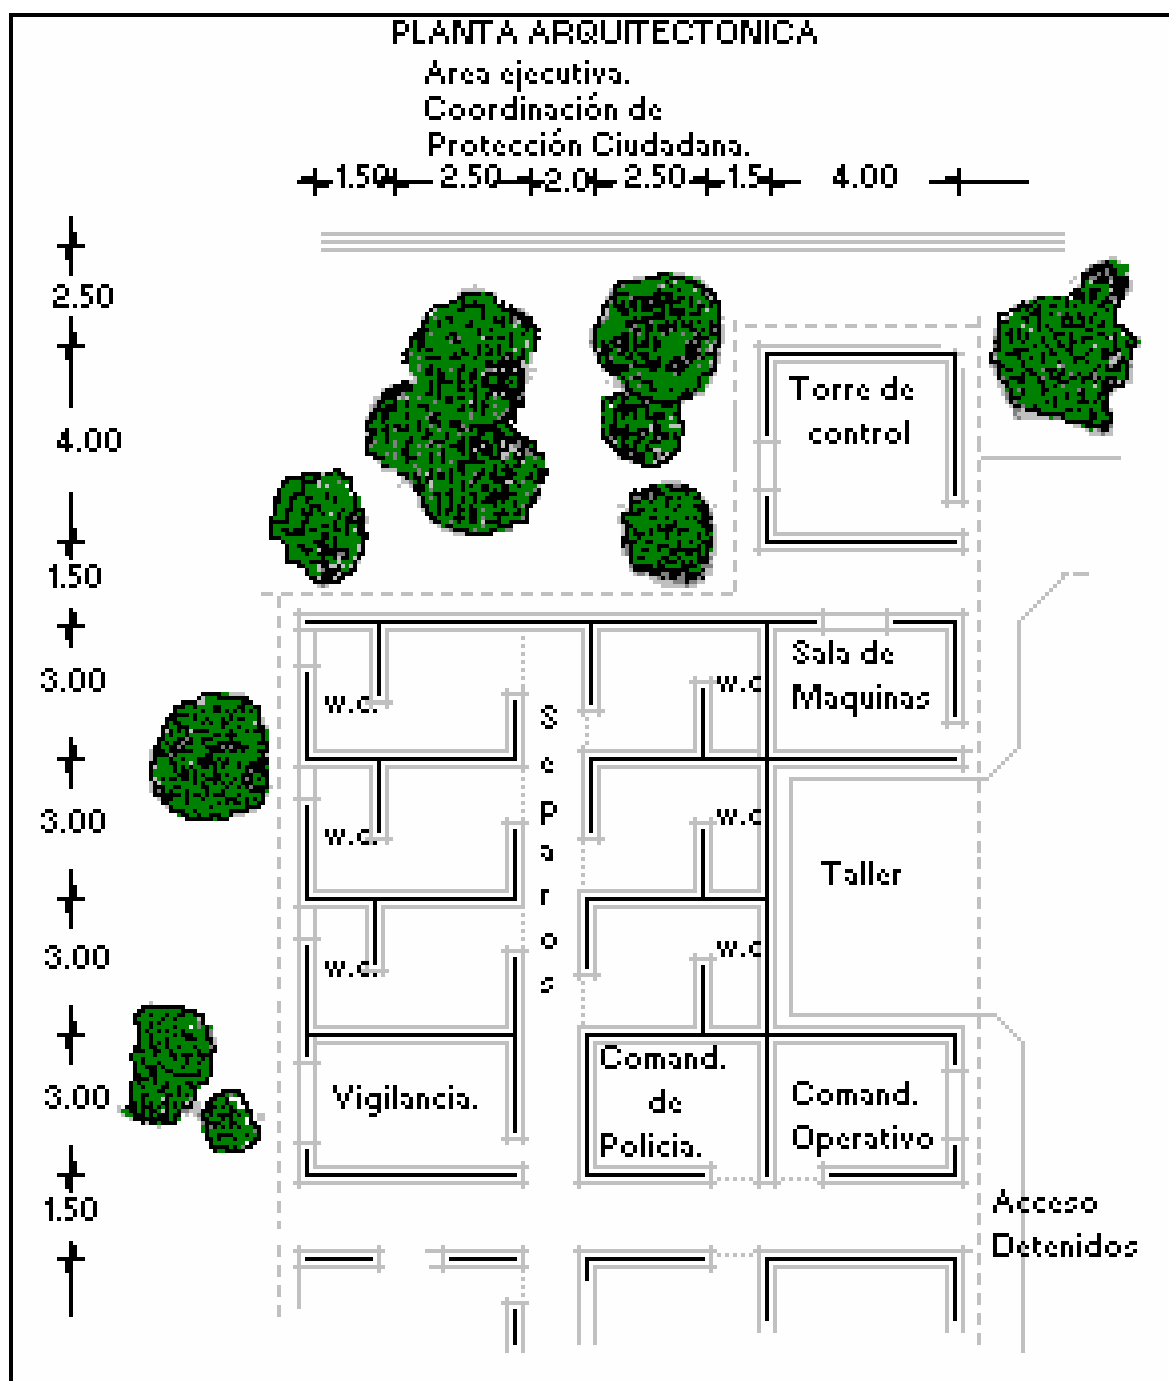 PLANTA ARQUITECTONICA
Area ejecutiva.
Coordinación de
Protección Ciudadana.
1.50 2.50 2.0 2.50 1.5 4.00
2.50
4.00
1.50
3.00
3.00
3.00
3.00
1.50
Torre de
control
Sala de
Maquinas
w.c.
w.c.
w.c.
Separos
w.c
w.c
w.c
Taller
Vigilancia.
Comand.
de
Policia.
Comand.
Operativo
Acceso
Detenidos